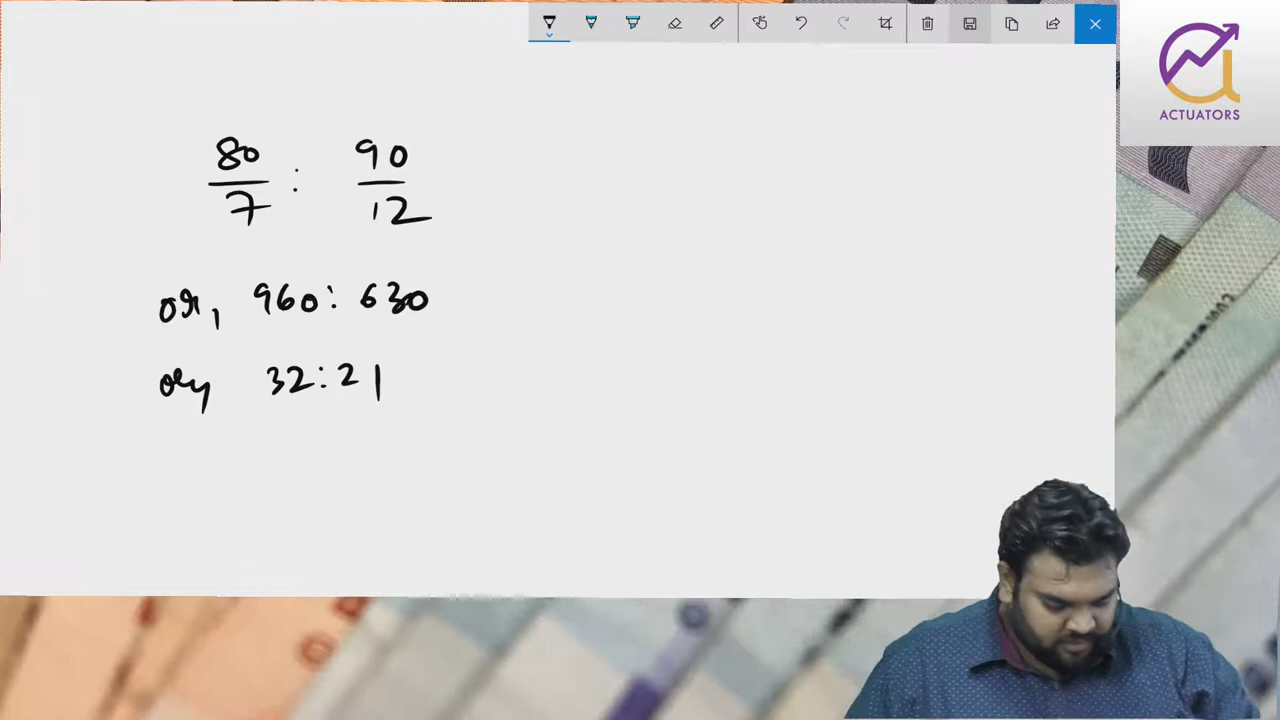 80/7 : 90/12
or, 960 : 630
or, 32 : 21
ACTUATORS